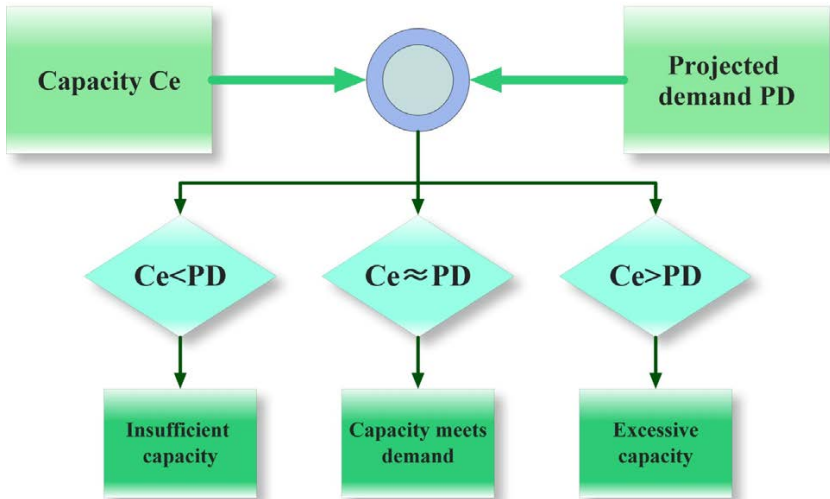 Capacity Ce
Projected
demand PD
Ce<PD
Ce≈PD
Ce>PD
Insufficient
capacity
Capacity meets
demand
Excessive
capacity